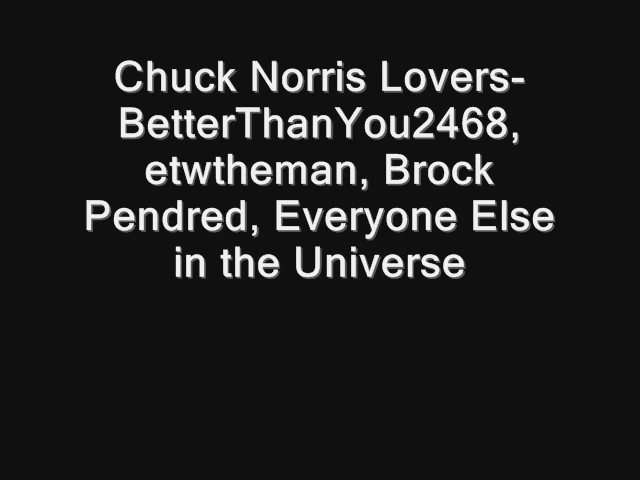 Chuck Norris Lovers-
BetterThanYou2468,
etwtheman, Brock
Pendred, Everyone Else
in the Universe